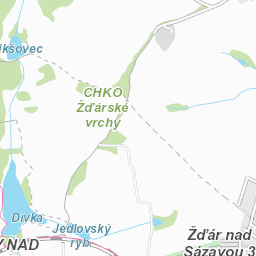 ikšovec
CHKO
Žďárské
vrchy
Dívka
Jedlovský
ryb.
Žďár nad
Sázavou 3
NAD